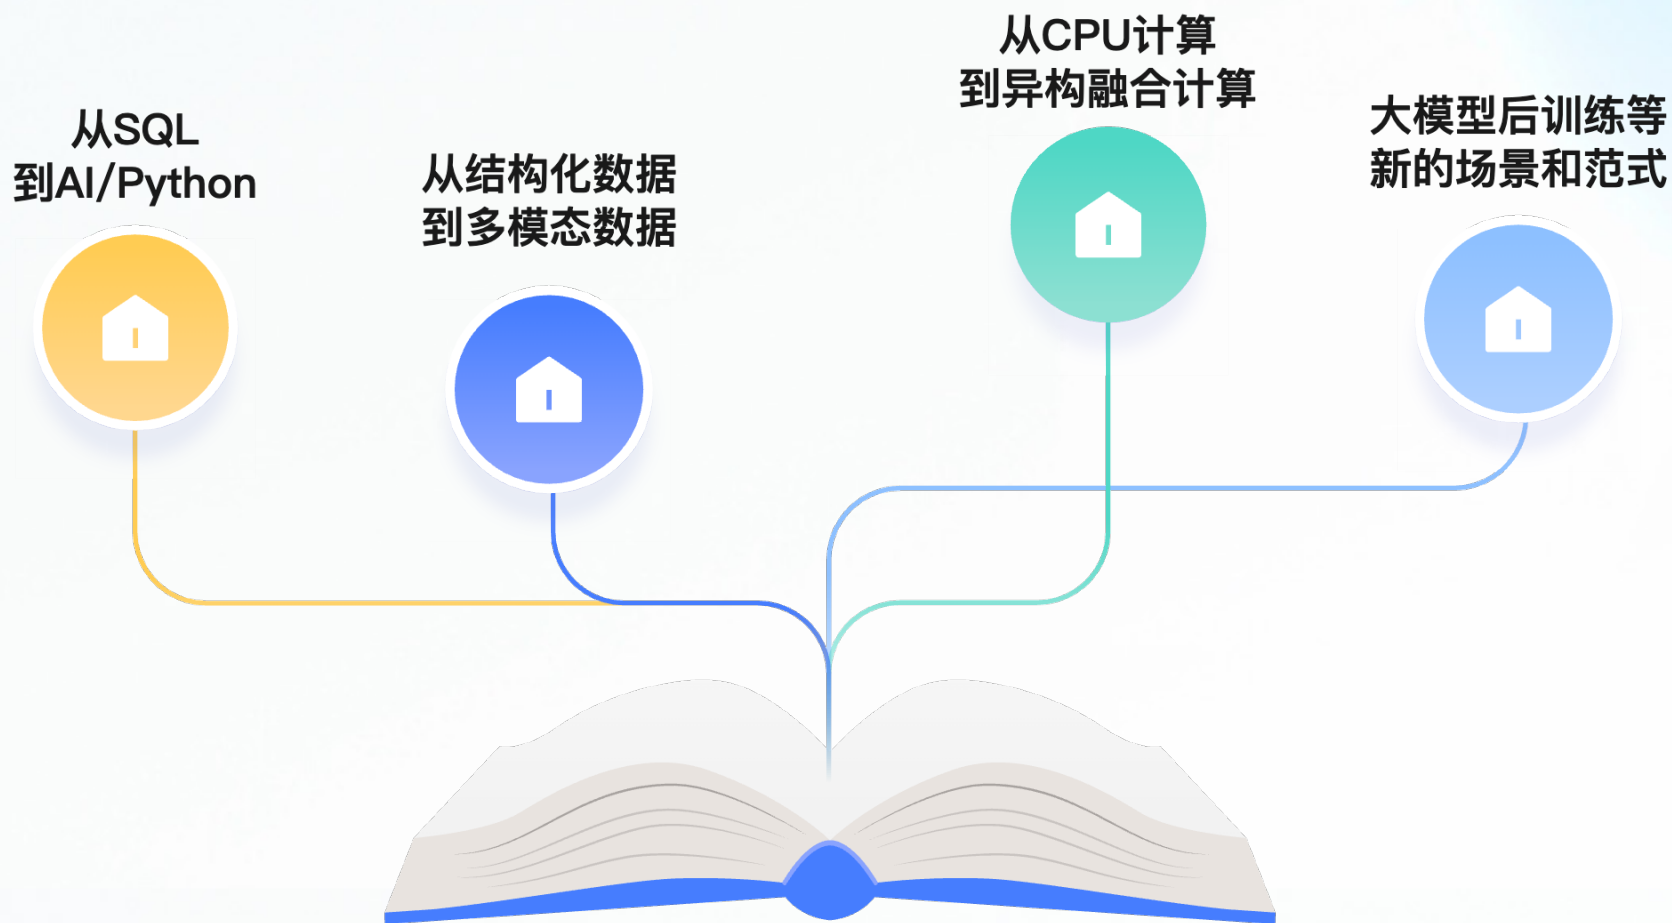 从SQL
到AI/Python
从结构化数据
到多模态数据
从CPU计算
到异构融合计算
大模型后训练等
新的场景和范式